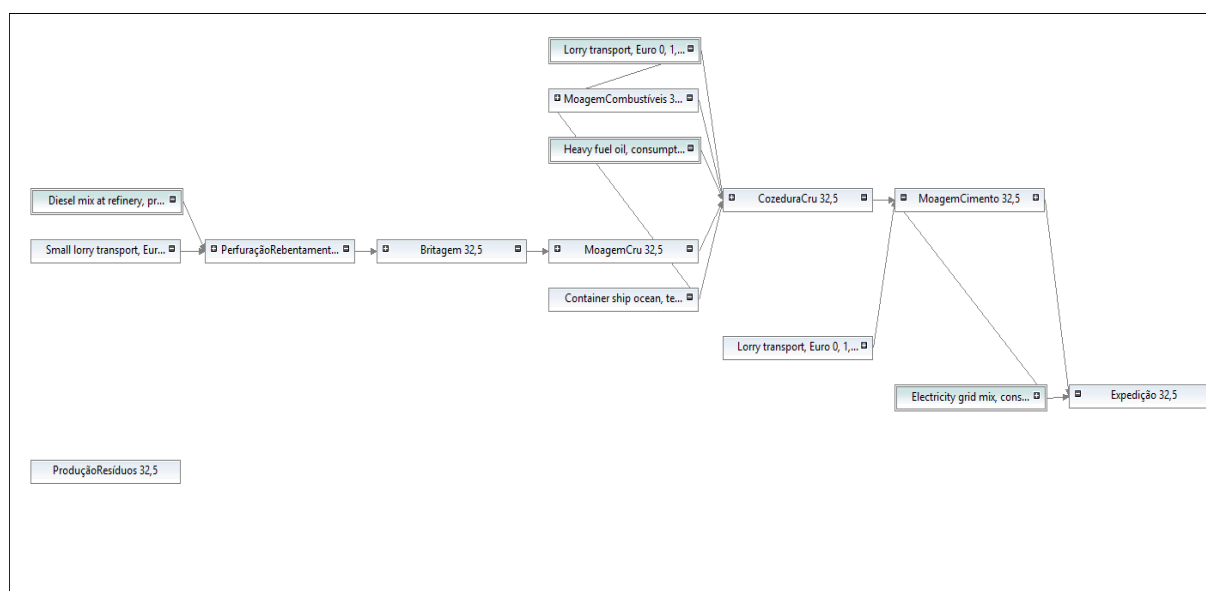 Lorry transport, Euro 0, 1,...
MoagemCombustíveis 3...
Heavy fuel oil, consumpt...
Diesel mix at refinery, pr...
CozeduraCru 32,5
MoagemCimento 32,5
Small lorry transport, Eur...
PerfuraçãoRebentament...
Britagem 32,5
MoagemCru 32,5
Container ship ocean, te...
Lorry transport, Euro 0, 1,...
Electricity grid mix, cons...
Expedição 32,5
ProduçãoResíduos 32,5